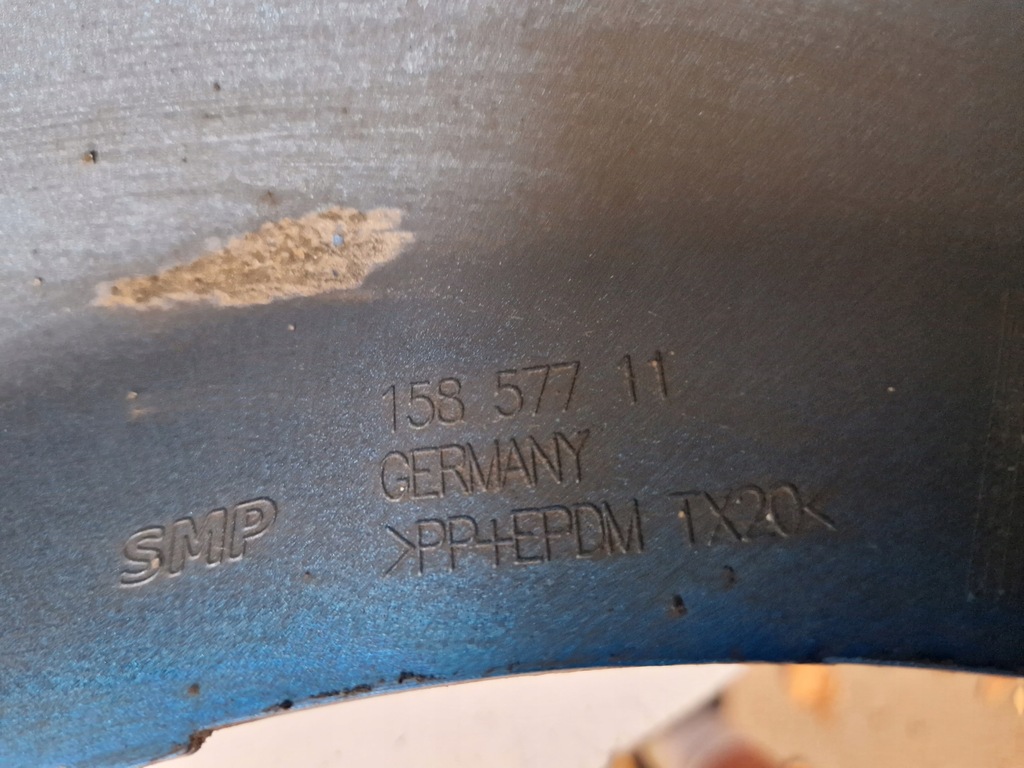 158 577 11
GERMANY
>PP+EPDM TX20<
SMP